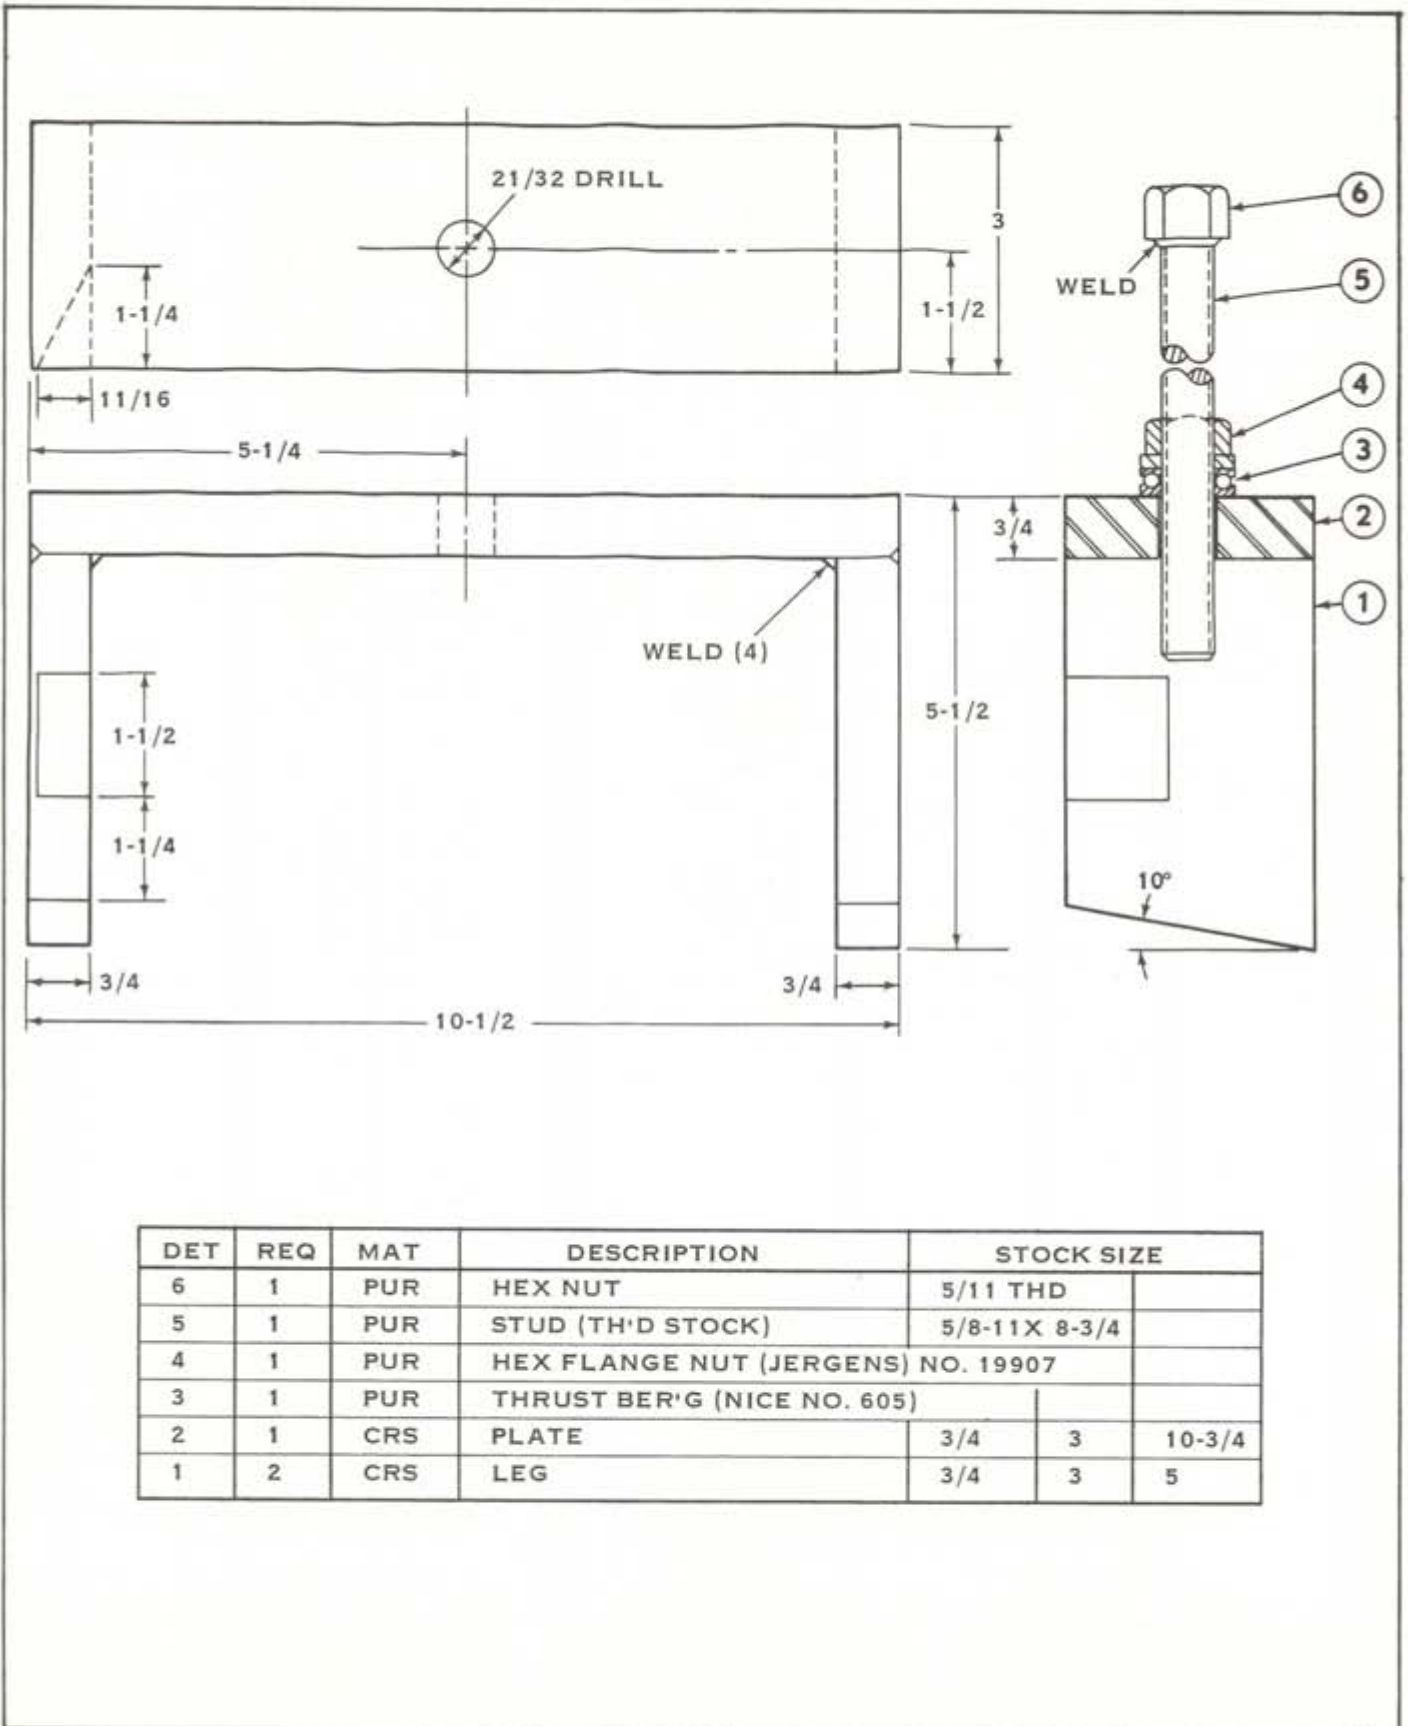 21/32 DRILL
3
1-1/4
1-1/2
11/16
5-1/4
WELD
6
5
4
3
2
1
3/4
WELD (4)
1-1/2
5-1/2
1-1/4
10°
3/4
3/4
10-1/2
DET REQ MAT DESCRIPTION STOCK SIZE
6 1 PUR HEX NUT 5/11 THD
5 1 PUR STUD (TH'D STOCK) 5/8-11X 8-3/4
4 1 PUR HEX FLANGE NUT (JERGENS) NO. 19907
3 1 PUR THRUST BER'G (NICE NO. 605)
2 1 CRS PLATE 3/4 3 10-3/4
1 2 CRS LEG 3/4 3 5